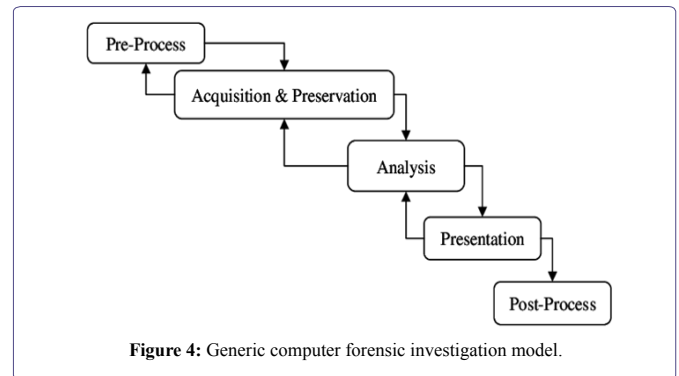 Pre-Process
Acquisition & Preservation
Analysis
Presentation
Post-Process
Figure 4: Generic computer forensic investigation model.